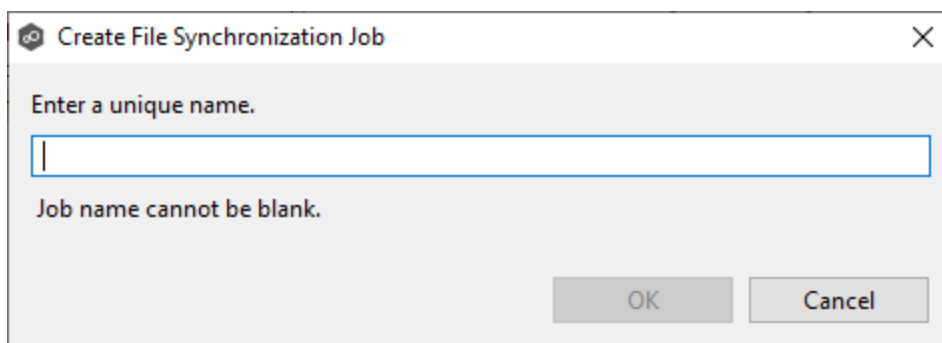 Create File Synchronization Job
Enter a unique name.
Job name cannot be blank.
OK
Cancel